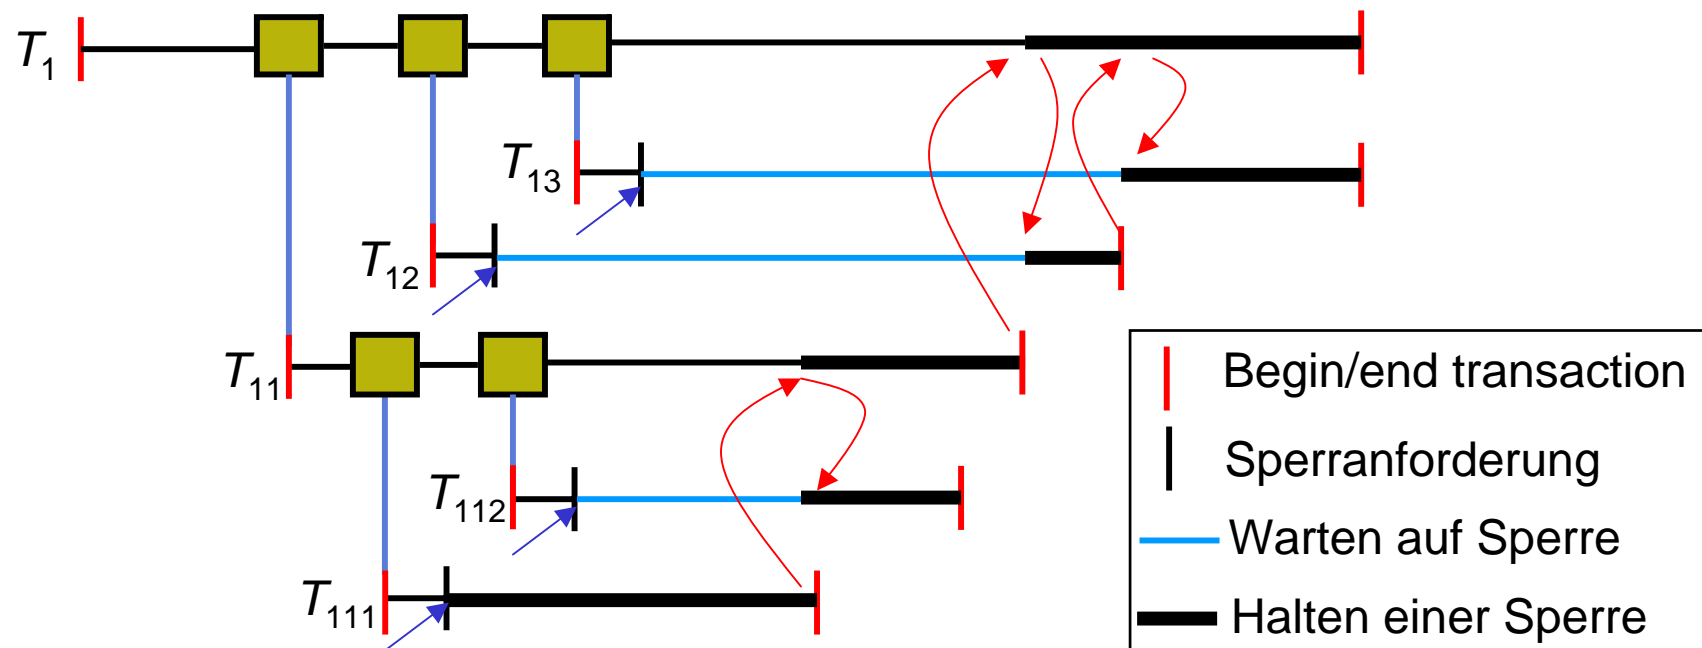 T1
T13
T12
T11
T112
T111
Begin/end transaction
Sperranforderung
Warten auf Sperre
Halten einer Sperre